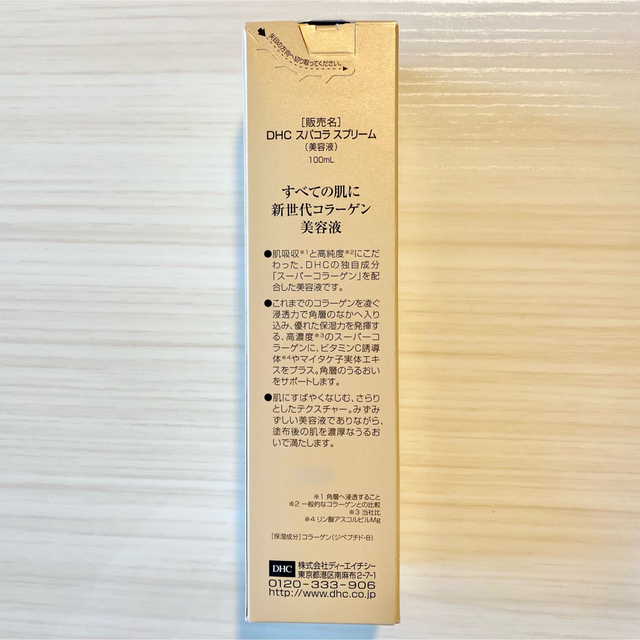 矢印の方向へ切り取ってください。
[販売名]
DHC スパコラ スプリーム
(美容液)
100mL
すべての肌に
新世代コラーゲン
美容液
●肌吸収※1と高純度※2にこだ
わった、DHCの独自成分
「スーパーコラーゲン」を配
合した美容液です。
●これまでのコラーゲンを凌ぐ
浸透力で角層のなかへ入り
込み、優れた保湿力を発揮す
る、高濃度※3のスーパーコ
ラーゲンに、ビタミンC誘導
体※4やマイタケ子実体エキ
スをプラス。角層のうるおい
をサポートします。
●肌にすばやくなじむ、さらり
としたテクスチャー。みずみ
ずしい美容液でありながら、
塗布後の肌を濃厚なうるお
いで満たします。
※1 角層へ浸透すること
※2 一般的なコラーゲンとの比較
※3 当社比
※4 リン酸アスコルビルMg
[保湿成分]コラーゲン(ジペプチド-8)
DHC 株式会社ディーエイチシー
東京都港区南麻布2-7-1
0120-333-906
http://www.dhc.co.jp